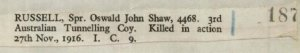 RUSSELL, Spr. Oswald John Shaw, 4468. 3rd
Australian Tunnelling Coy. Killed in action
27th Nov., 1916. I. C. 9.
187